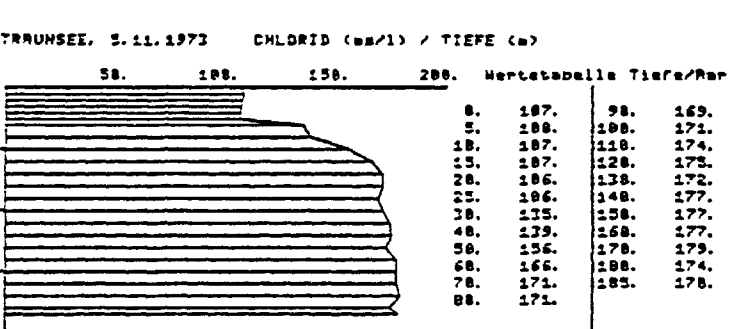 TRAUNSEE, 5.11.1973 CHLORID (mg/l) / TIEFE (m)
50. 100. 150. 200. Wertetabelle Tiefe/Par
0. 107. 90. 169.
5. 108. 100. 171.
10. 107. 110. 174.
15. 107. 120. 175.
20. 106. 130. 172.
25. 106. 140. 177.
30. 135. 150. 177.
40. 139. 160. 177.
50. 156. 170. 179.
60. 166. 180. 174.
70. 171. 185. 178.
80. 171.